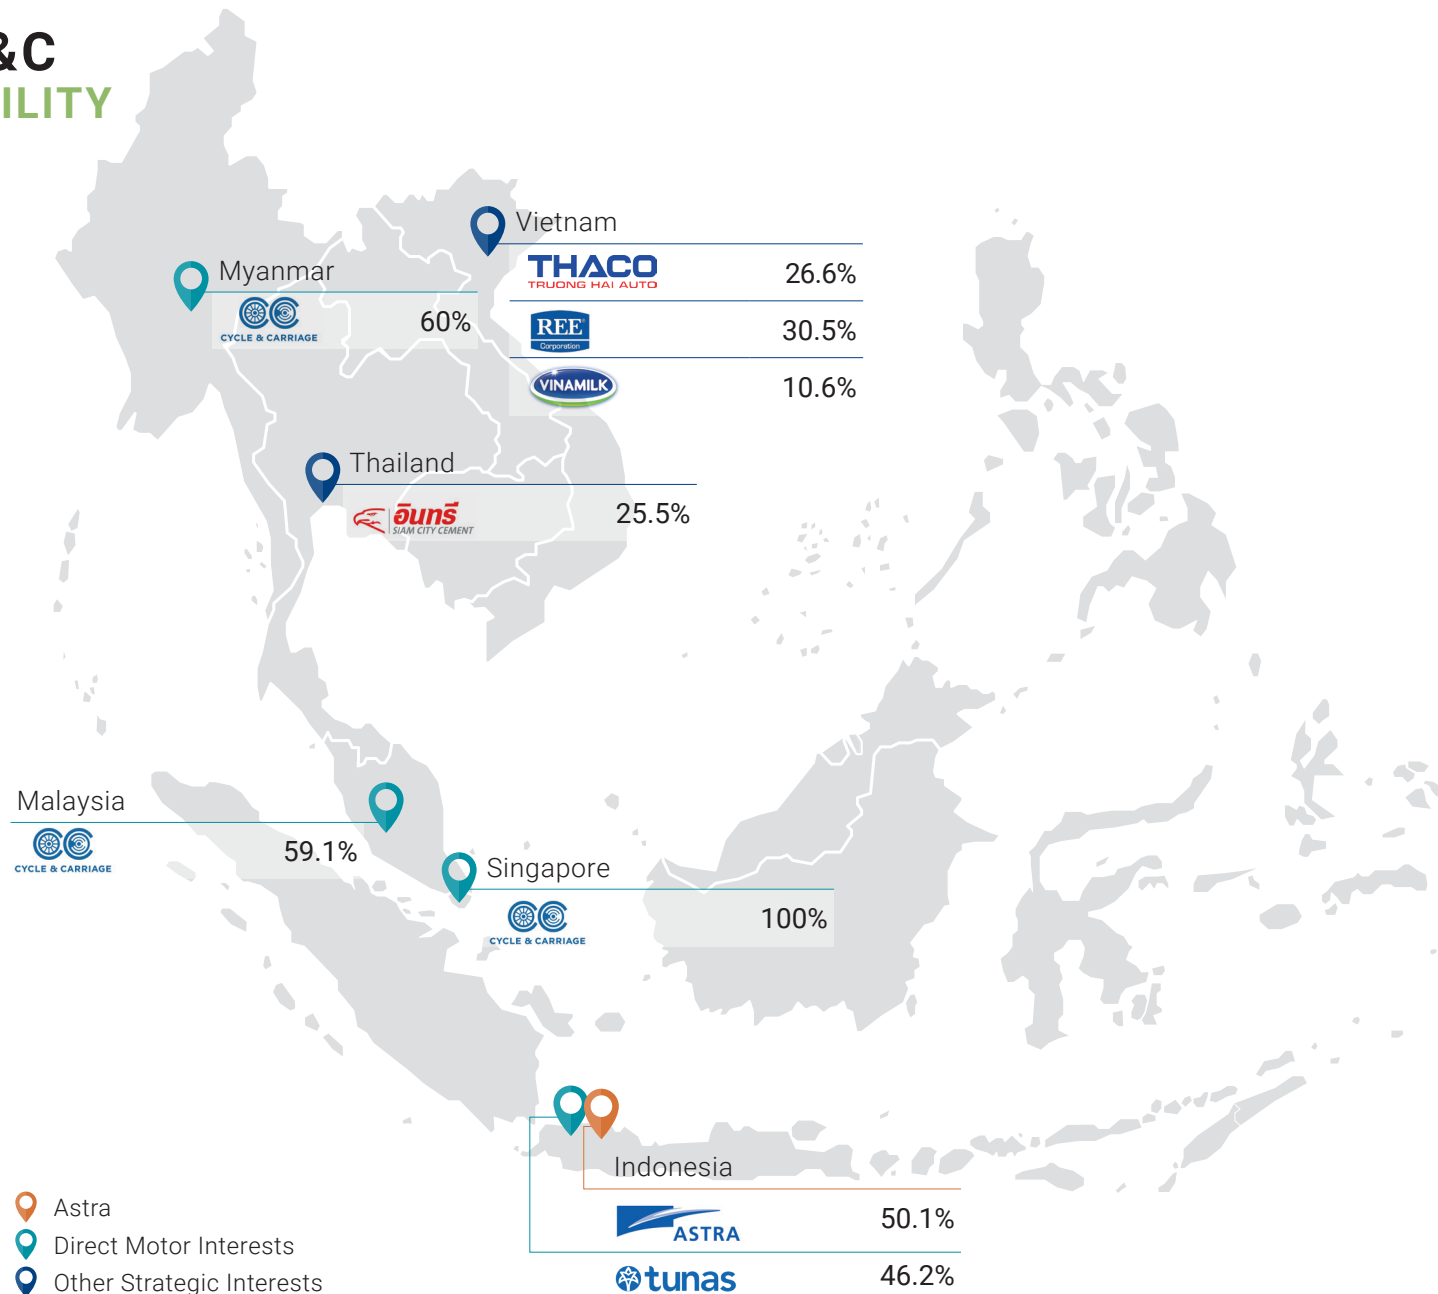 &C
ILITY
Vietnam
THACO
TRUONG HAI AUTO
26.6%
REE
Corporation
30.5%
VINAMILK
10.6%
Myanmar
CYCLE & CARRIAGE
60%
Thailand
อินทรี
SIAM CITY CEMENT
25.5%
Malaysia
CYCLE & CARRIAGE
59.1%
Singapore
CYCLE & CARRIAGE
100%
Indonesia
ASTRA
50.1%
tunas
46.2%
Astra
Direct Motor Interests
Other Strategic Interests